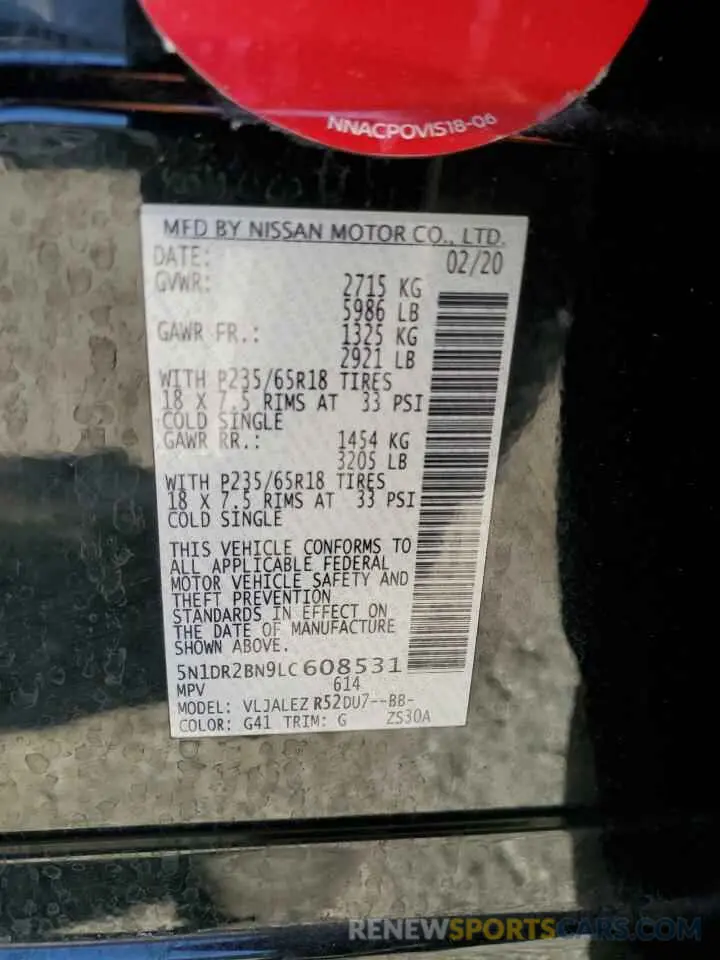 NNACPOVIS18-06
MFD BY NISSAN MOTOR CO., LTD.
DATE: 02/20
GVWR: 2715 KG
5986 LB
GAWR FR.: 1325 KG
2921 LB
WITH P235/65R18 TIRES
18 X 7.5 RIMS AT 33 PSI
COLD SINGLE
GAWR RR.: 1454 KG
3205 LB
WITH P235/65R18 TIRES
18 X 7.5 RIMS AT 33 PSI
COLD SINGLE
THIS VEHICLE CONFORMS TO
ALL APPLICABLE FEDERAL
MOTOR VEHICLE SAFETY AND
THEFT PREVENTION
STANDARDS IN EFFECT ON
THE DATE OF MANUFACTURE
SHOWN ABOVE.
5N1DR2BN9LC608531
MPV 614
MODEL: VLJALEZ R52DU7--BB-
COLOR: G41 TRIM: G ZS30A
RENEWSPORTSCARS.COM